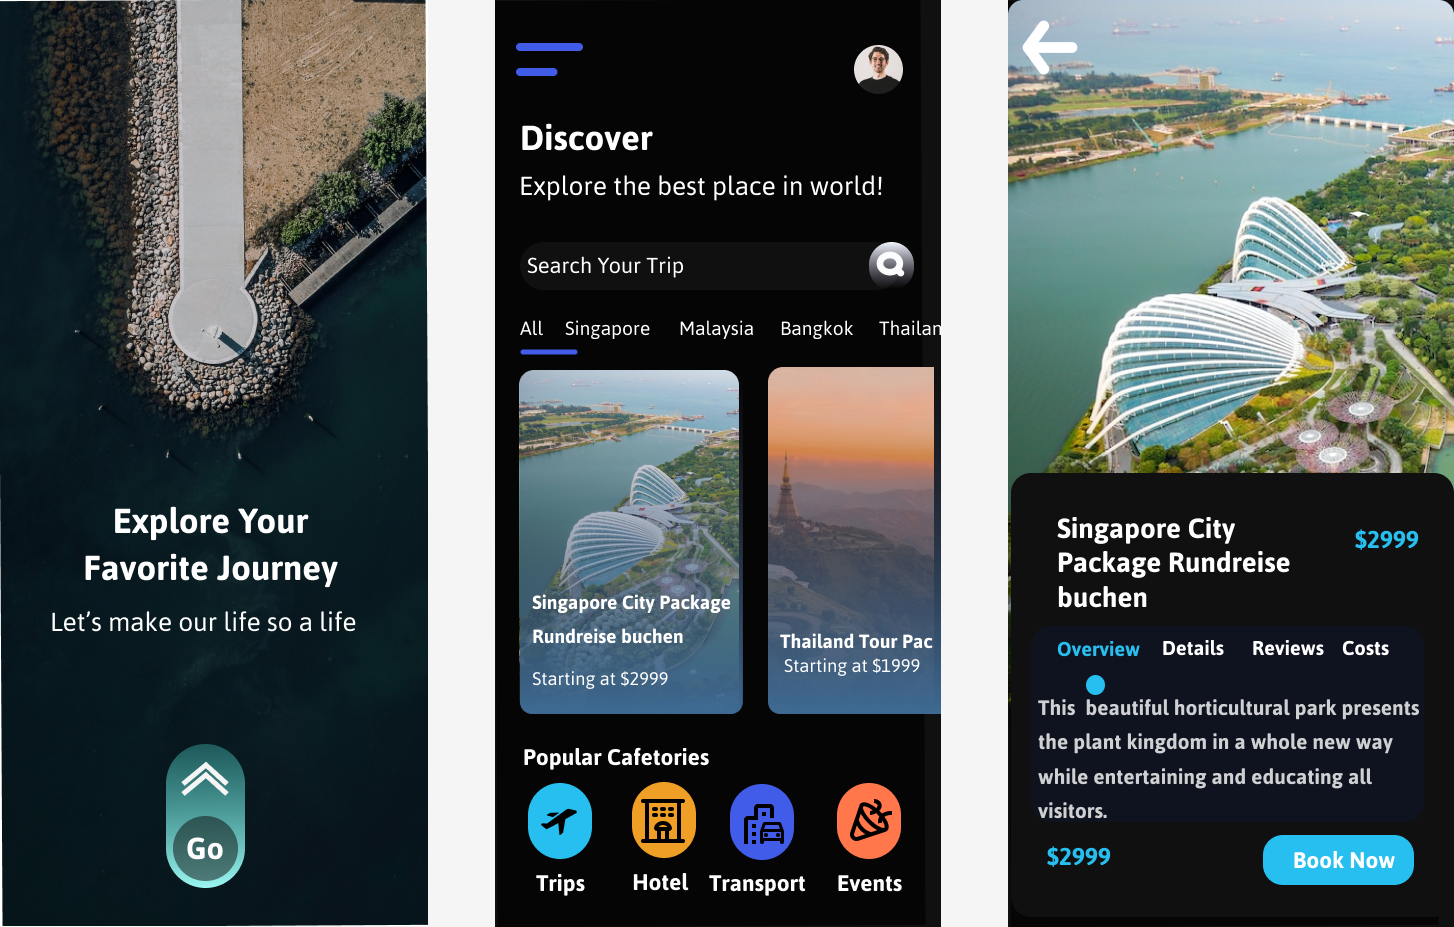 Explore Your
Favorite Journey
Let's make our life so a life
Go
Discover
Explore the best place in world!
Search Your Trip
All Singapore Malaysia Bangkok Thailan
Singapore City Package
Rundreise buchen
Starting at $2999
Thailand Tour Pac
Starting at $1999
Popular Cafetories
Trips Hotel Transport Events
Singapore City
Package Rundreise
buchen
$2999
Overview Details Reviews Costs
This beautiful horticultural park presents
the plant kingdom in a whole new way
while entertaining and educating all
visitors.
$2999
Book Now